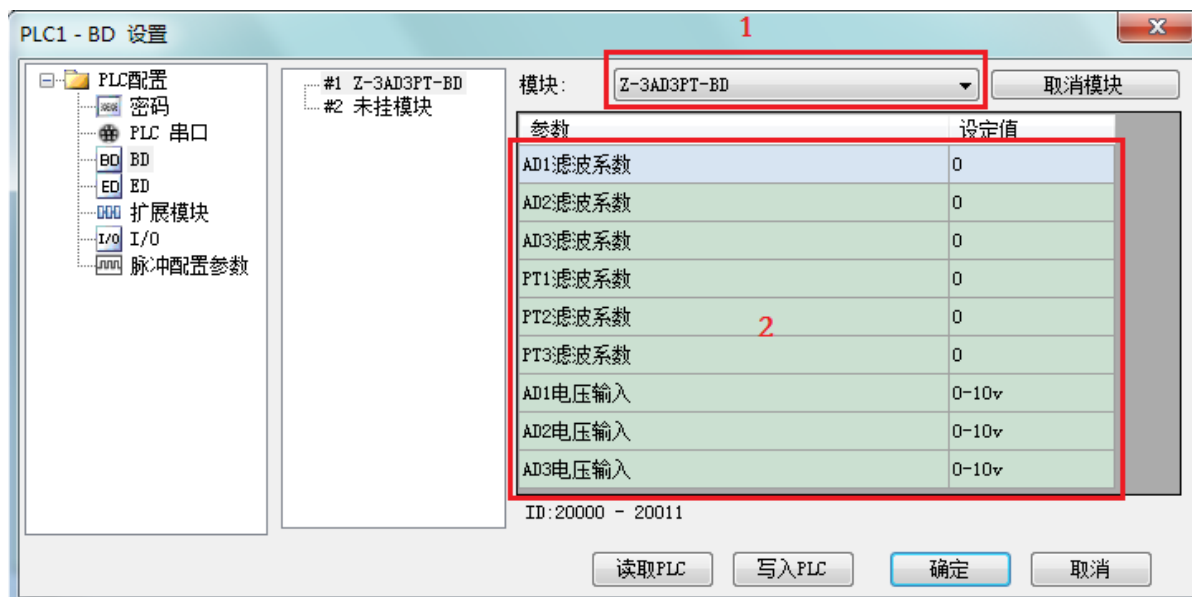 PLC1 - BD 设置
1
X
PLC配置
密码
PLC 串口
BD BD
ED ED
扩展模块
I/O I/O
脉冲配置参数
#1 Z-3AD3PT-BD
#2 未挂模块
模块: Z-3AD3PT-BD 取消模块
参数 设定值
AD1滤波系数 0
AD2滤波系数 0
AD3滤波系数 0
PT1滤波系数 0
PT2滤波系数 0
2
PT3滤波系数 0
AD1电压输入 0-10v
AD2电压输入 0-10v
AD3电压输入 0-10v
ID:20000 - 20011
读取PLC 写入PLC 确定 取消